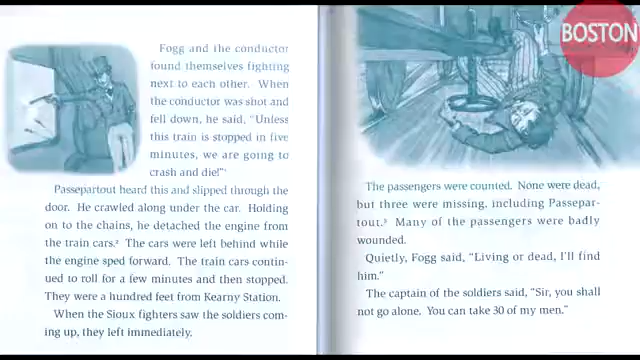 Fogg and the conductor
found themselves fighting
next to each other. When
the conductor was shot and
fell down, he said, "Unless
this train is stopped in five
minutes, we are going to
crash and die!"¹
Passepartout heard this and slipped through the
door. He crawled along under the car. Holding
on to the chains, he detached the engine from
the train cars.² The cars were left behind while
the engine sped forward. The train cars contin-
ued to roll for a few minutes and then stopped.
They were a hundred feet from Kearny Station.
When the Sioux fighters saw the soldiers com-
ing up, they left immediately.
BOSTON
The passengers were counted. None were dead,
but three were missing, including Passepar-
tout.³ Many of the passengers were badly
wounded.
Quietly, Fogg said, "Living or dead, I'll find
him."
The captain of the soldiers said, "Sir, you shall
not go alone. You can take 30 of my men."